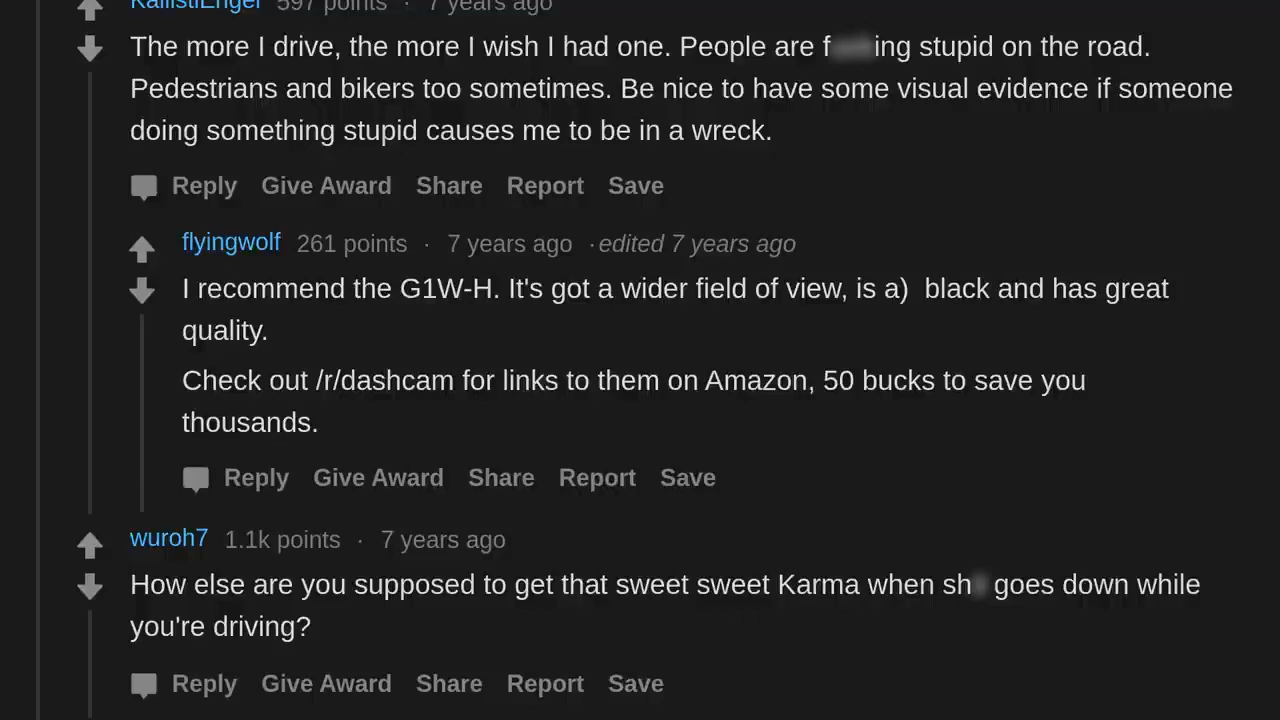 KallistiEngel 597 points · 7 years ago
The more I drive, the more I wish I had one. People are f ing stupid on the road.
Pedestrians and bikers too sometimes. Be nice to have some visual evidence if someone
doing something stupid causes me to be in a wreck.
Reply Give Award Share Report Save
flyingwolf 261 points · 7 years ago · edited 7 years ago
I recommend the G1W-H. It's got a wider field of view, is a) black and has great
quality.
Check out /r/dashcam for links to them on Amazon, 50 bucks to save you
thousands.
Reply Give Award Share Report Save
wuroh7 1.1k points · 7 years ago
How else are you supposed to get that sweet sweet Karma when sh goes down while
you're driving?
Reply Give Award Share Report Save